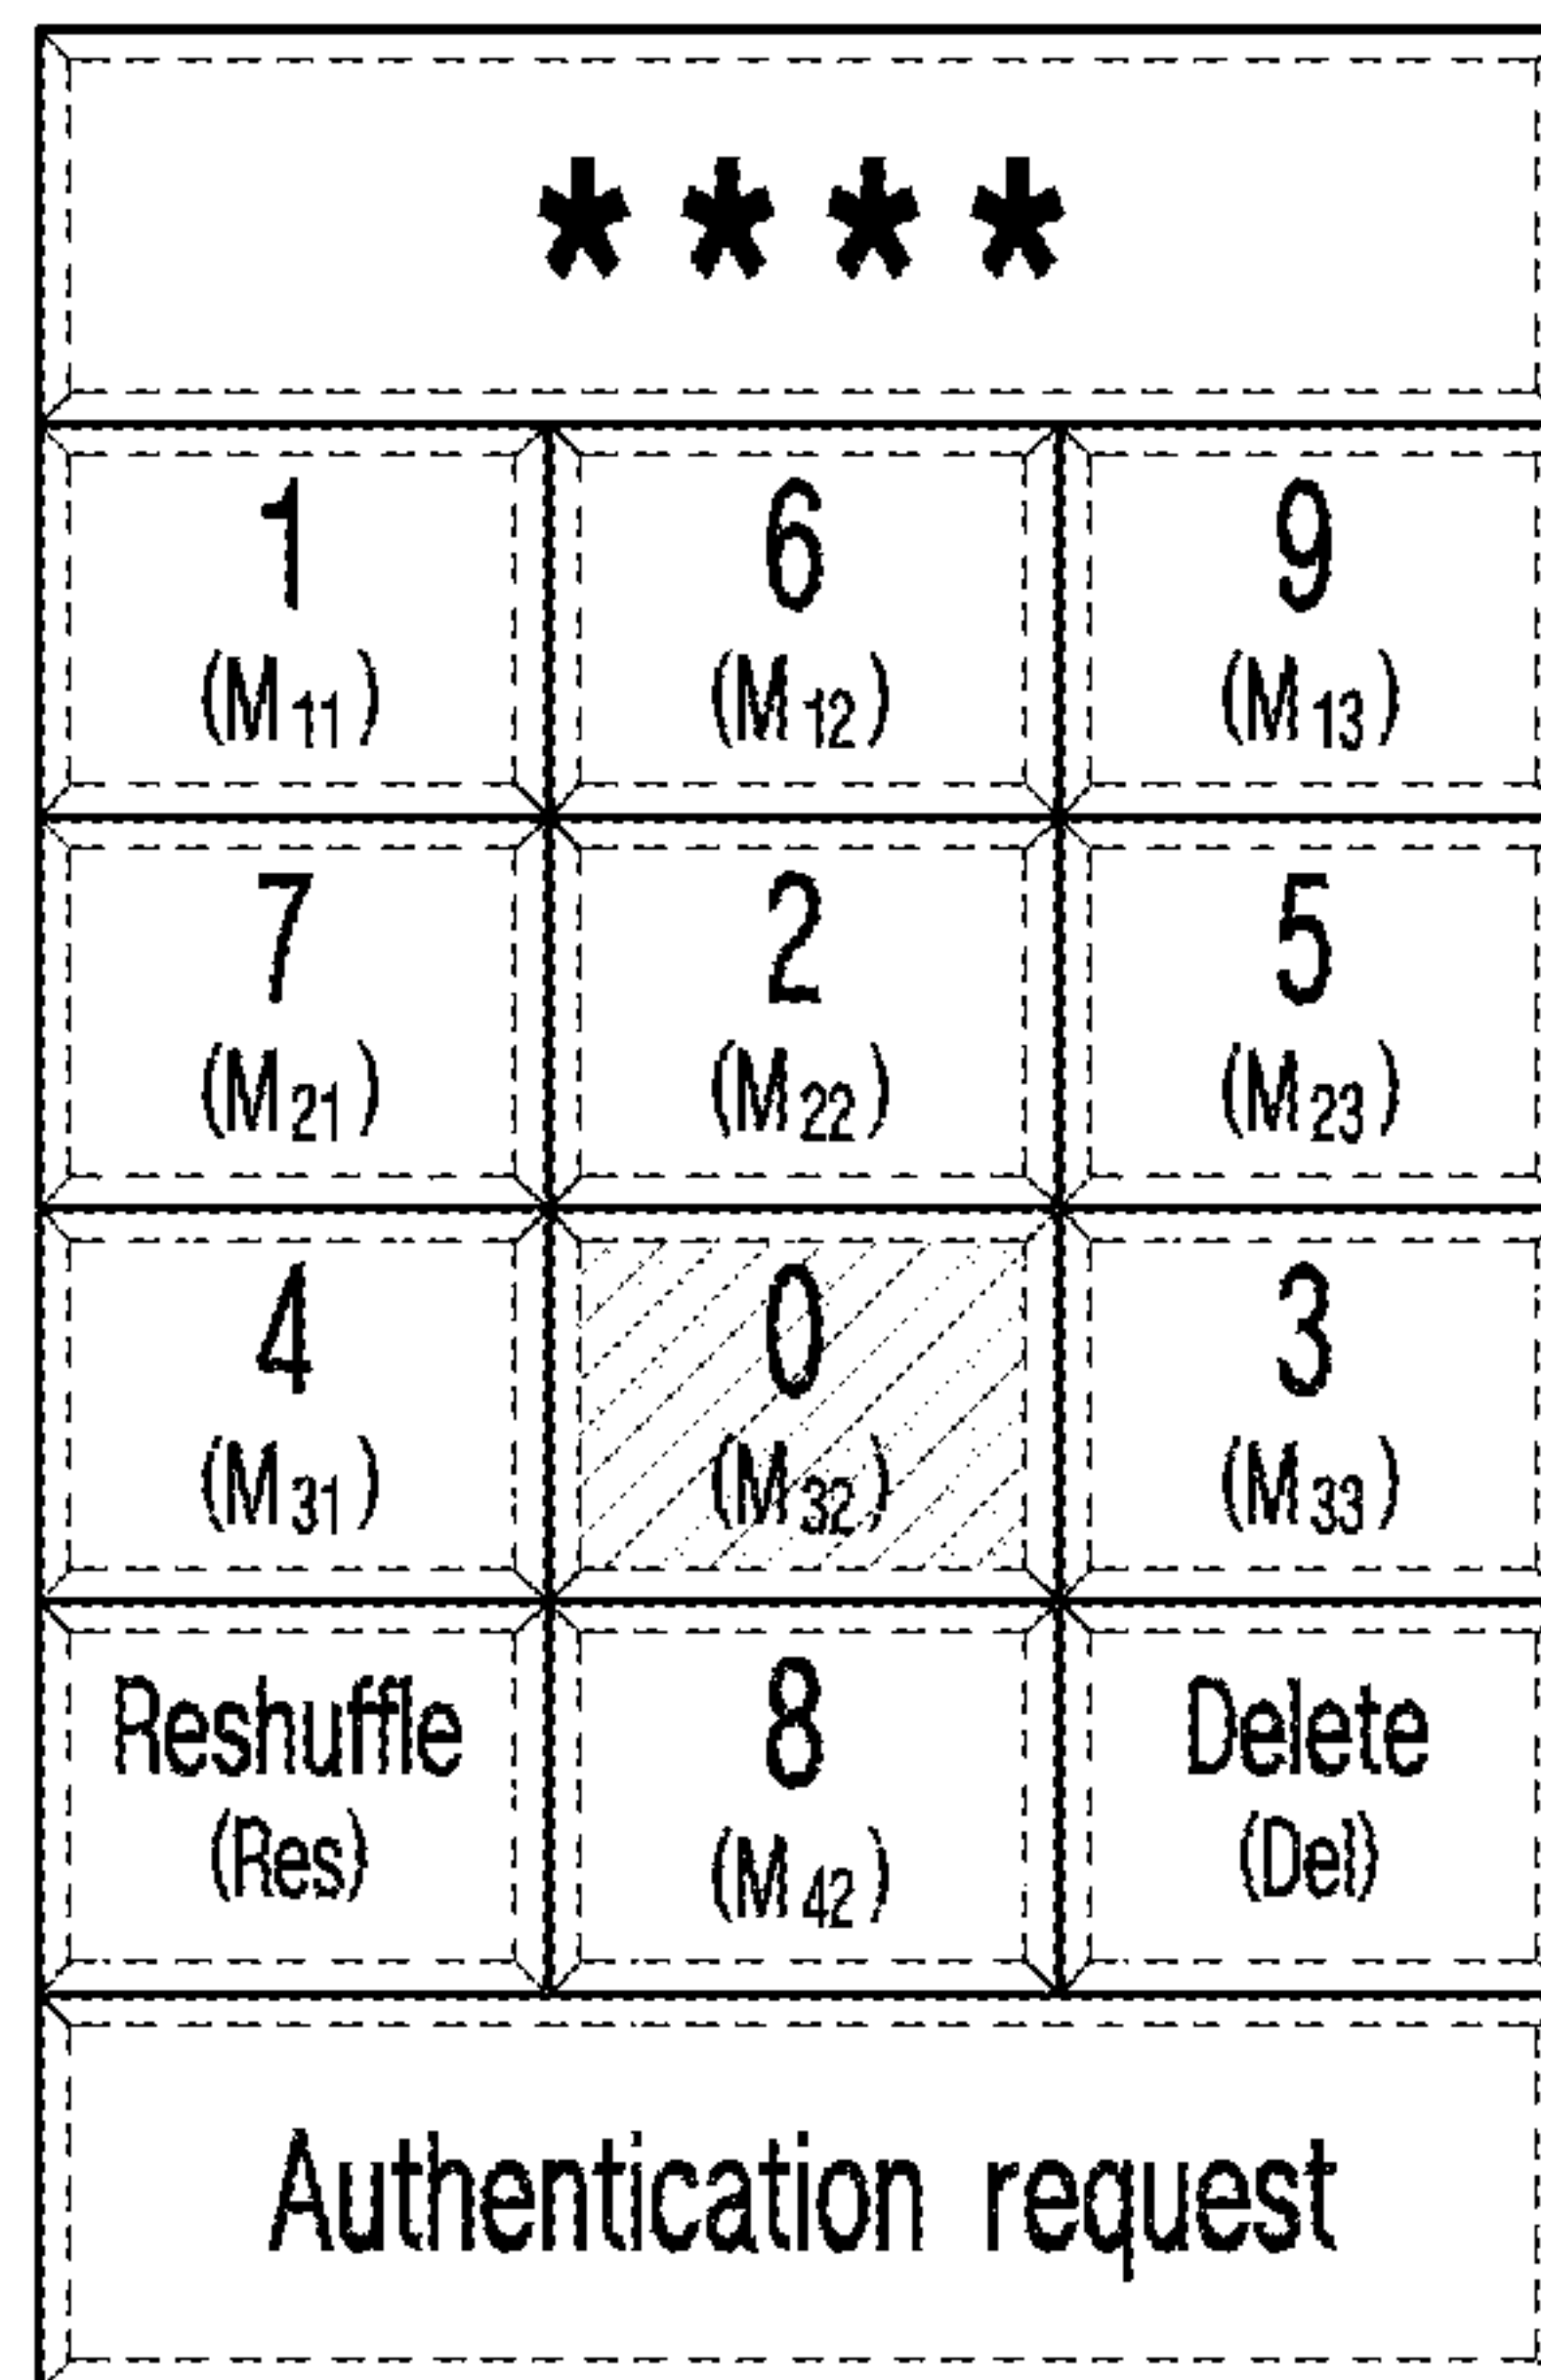 ****
1 6 9
(M11) (M12) (M13)
7 2 5
(M21) (M22) (M23)
4 0 3
(M31) (M32) (M33)
Reshuffle 8 Delete
(Res) (M42) (Del)
Authentication request